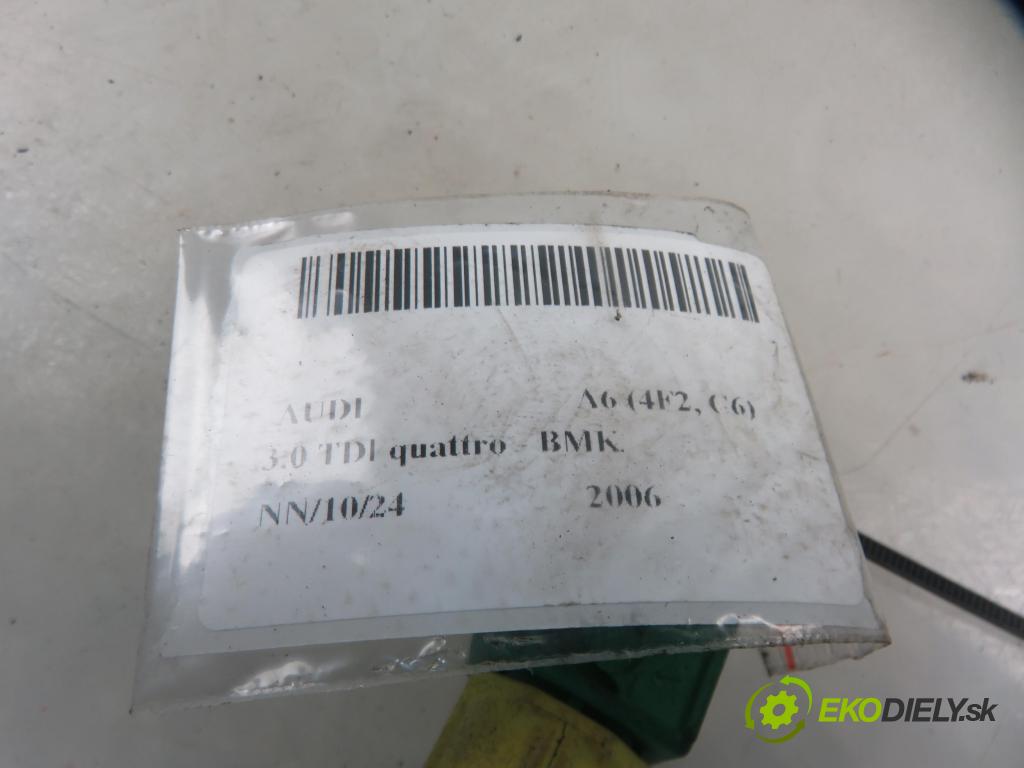 AUDI A6 (4F2, C6)
3.0 TDI quattro - BMK
NN/10/24 2006
EKODIELY.sk